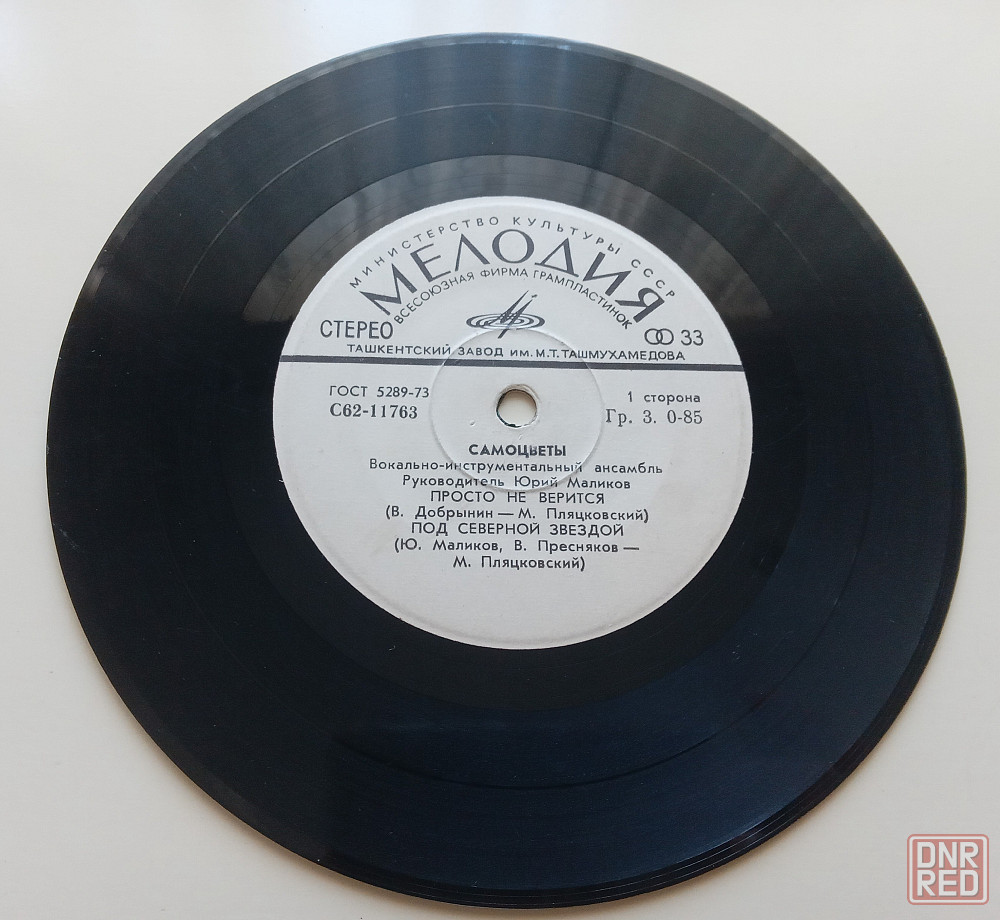 МИНИСТЕРСТВО КУЛЬТУРЫ СССР
МЕЛОДИЯ
ВСЕСОЮЗНАЯ ФИРМА ГРАМПЛАСТИНОК
СТЕРЕО
33
ТАШКЕНТСКИЙ ЗАВОД ИМ. М.Т. ТАШМУХАМЕДОВА
ГОСТ 5289-73
1 сторона
С62-11763
Гр. 3. 0-85
САМОЦВЕТЫ
Вокально-инструментальный ансамбль
Руководитель Юрий Маликов
ПРОСТО НЕ ВЕРИТСЯ
(В. Добрынин — М. Пляцковский)
ПОД СЕВЕРНОЙ ЗВЕЗДОЙ
(Ю. Маликов, В. Пресняков —
М. Пляцковский)
DNR
RED